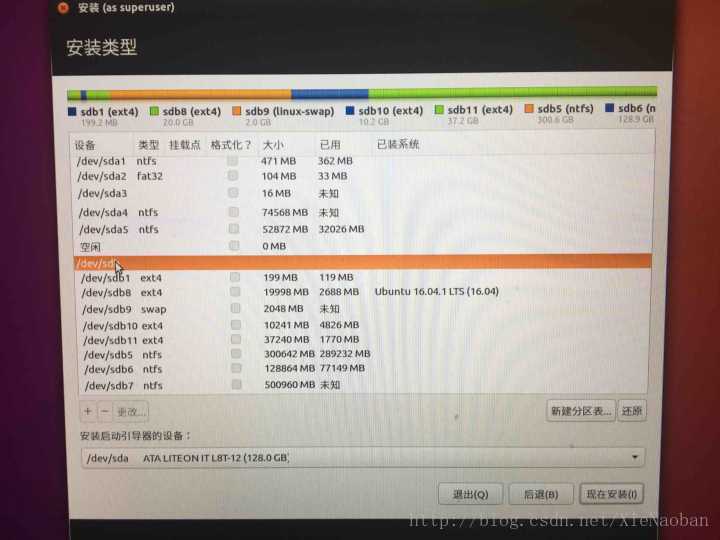 安装 (as superuser)
安装类型
sdb1 (ext4) sdb8 (ext4) sdb9 (linux-swap) sdb10 (ext4) sdb11 (ext4) sdb5 (ntfs) sdb6 (n
199.2 MB 20.0 GB 2.0 GB 10.2 GB 37.2 GB 300.6 GB 128.9 GB
设备 类型 挂载点 格式化? 大小 已用 已装系统
/dev/sda1 ntfs 471 MB 362 MB
/dev/sda2 fat32 104 MB 33 MB
/dev/sda3 16 MB 未知
/dev/sda4 ntfs 74568 MB 未知
/dev/sda5 ntfs 52872 MB 32026 MB
空闲 0 MB
/dev/sdb
/dev/sdb1 ext4 199 MB 119 MB
/dev/sdb8 ext4 19998 MB 2688 MB Ubuntu 16.04.1 LTS (16.04)
/dev/sdb9 swap 2048 MB 未知
/dev/sdb10 ext4 10241 MB 4826 MB
/dev/sdb11 ext4 37240 MB 1770 MB
/dev/sdb5 ntfs 300642 MB 289232 MB
/dev/sdb6 ntfs 128864 MB 77149 MB
/dev/sdb7 ntfs 500960 MB 未知
+ − 更改... 新建分区表... 还原
安装启动引导器的设备：
/dev/sda ATA LITEON IT L8T-12 (128.0 GB)
退出(Q) 后退(B) 现在安装(I)
http://blog.csdn.net/XieNaoban